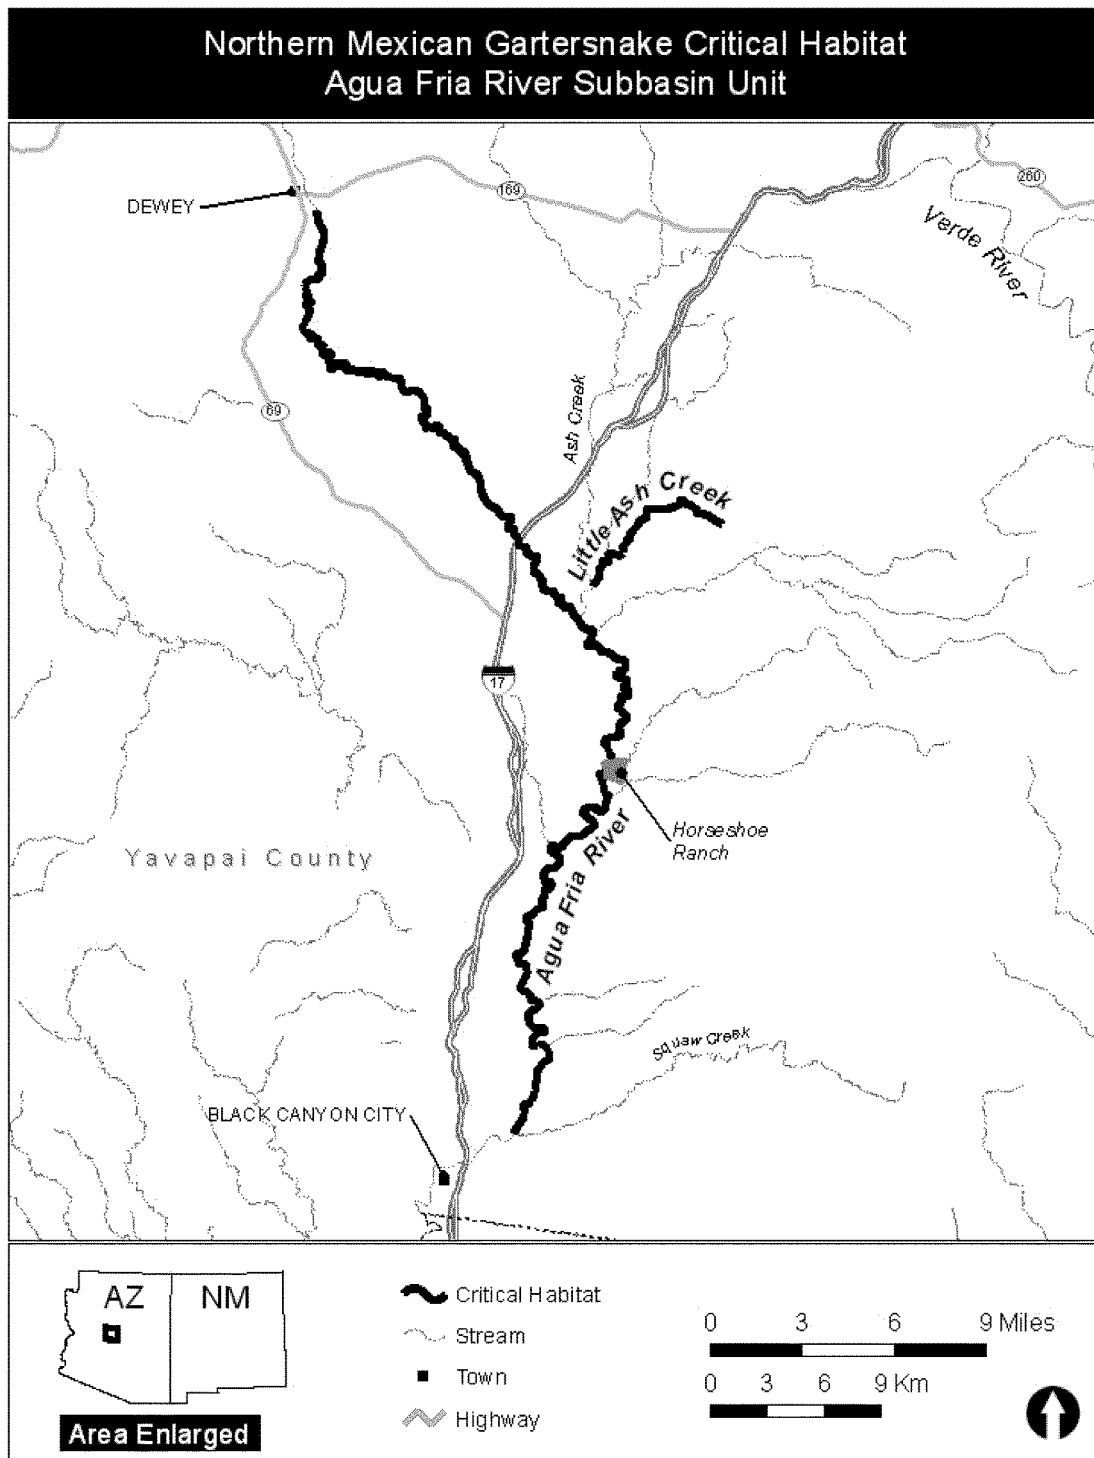 Northern Mexican Gartersnake Critical Habitat
Agua Fria River Subbasin Unit
DEWEY
169
260
Verde River
69
Ash Creek
Little Ash Creek
17
Horseshoe
Ranch
Yavapai County
Agua Fria River
Squaw Creek
BLACK CANYON CITY
AZ
NM
Area Enlarged
Critical Habitat
Stream
Town
Highway
0 3 6 9 Miles
0 3 6 9 Km